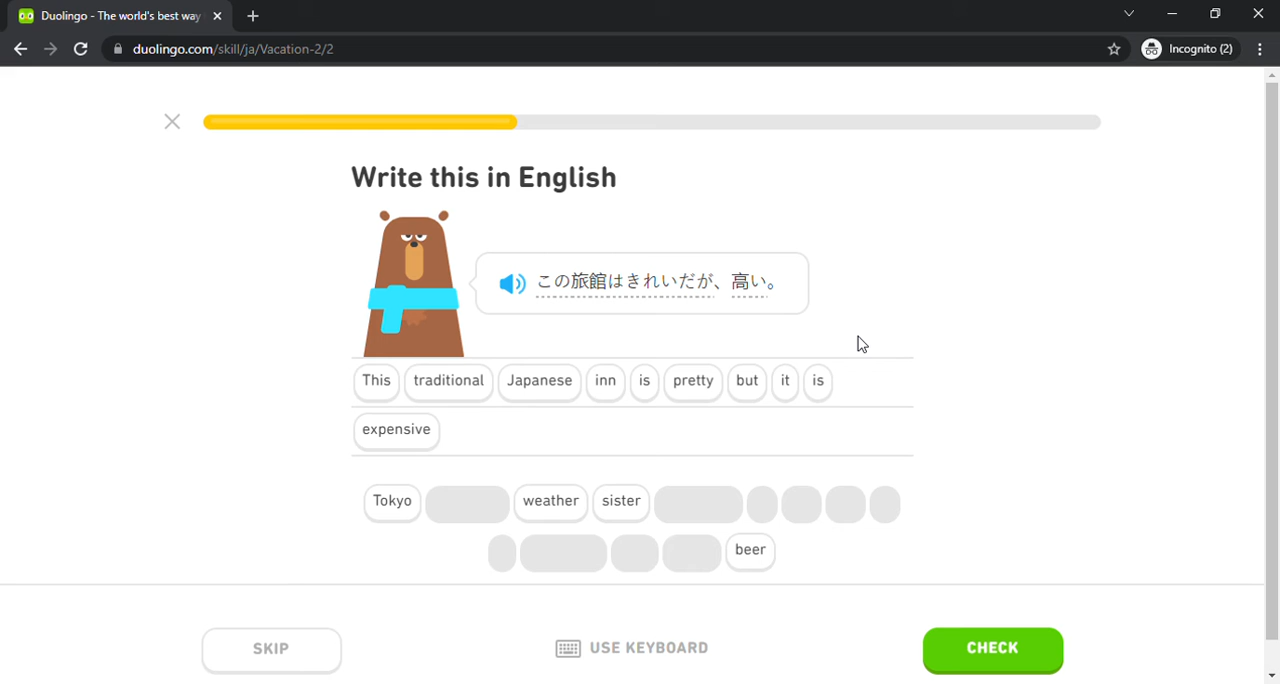 Duolingo - The world's best way
duolingo.com/skill/ja/Vacation-2/2
Incognito (2)
Write this in English
この旅館はきれいだが、高い。
This traditional Japanese inn is pretty but it is
expensive
Tokyo weather sister
beer
SKIP
USE KEYBOARD
CHECK